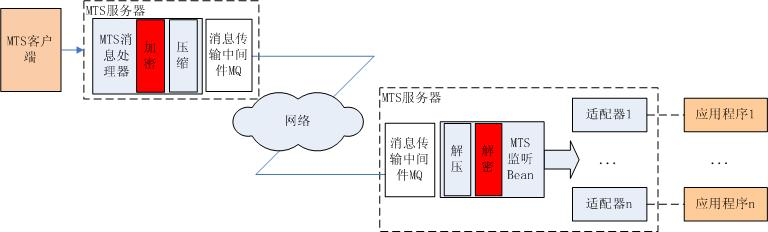 MTS服务器
MTS客户
端
MTS消
息处
理器
加
密
压
缩
消息传
输中间
件MQ
网络
MTS服务器
消息传
输中间
件MQ
解
压
解
密
MTS
监听
Bean
适配器1
...
适配器n
应用程序1
...
应用程序n